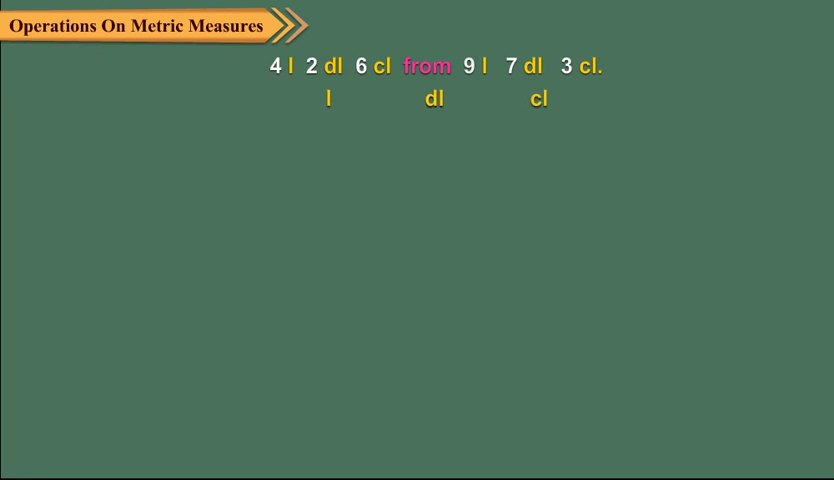 Operations On Metric Measures
4 l 2 dl 6 cl from 9 l 7 dl 3 cl.
l dl cl